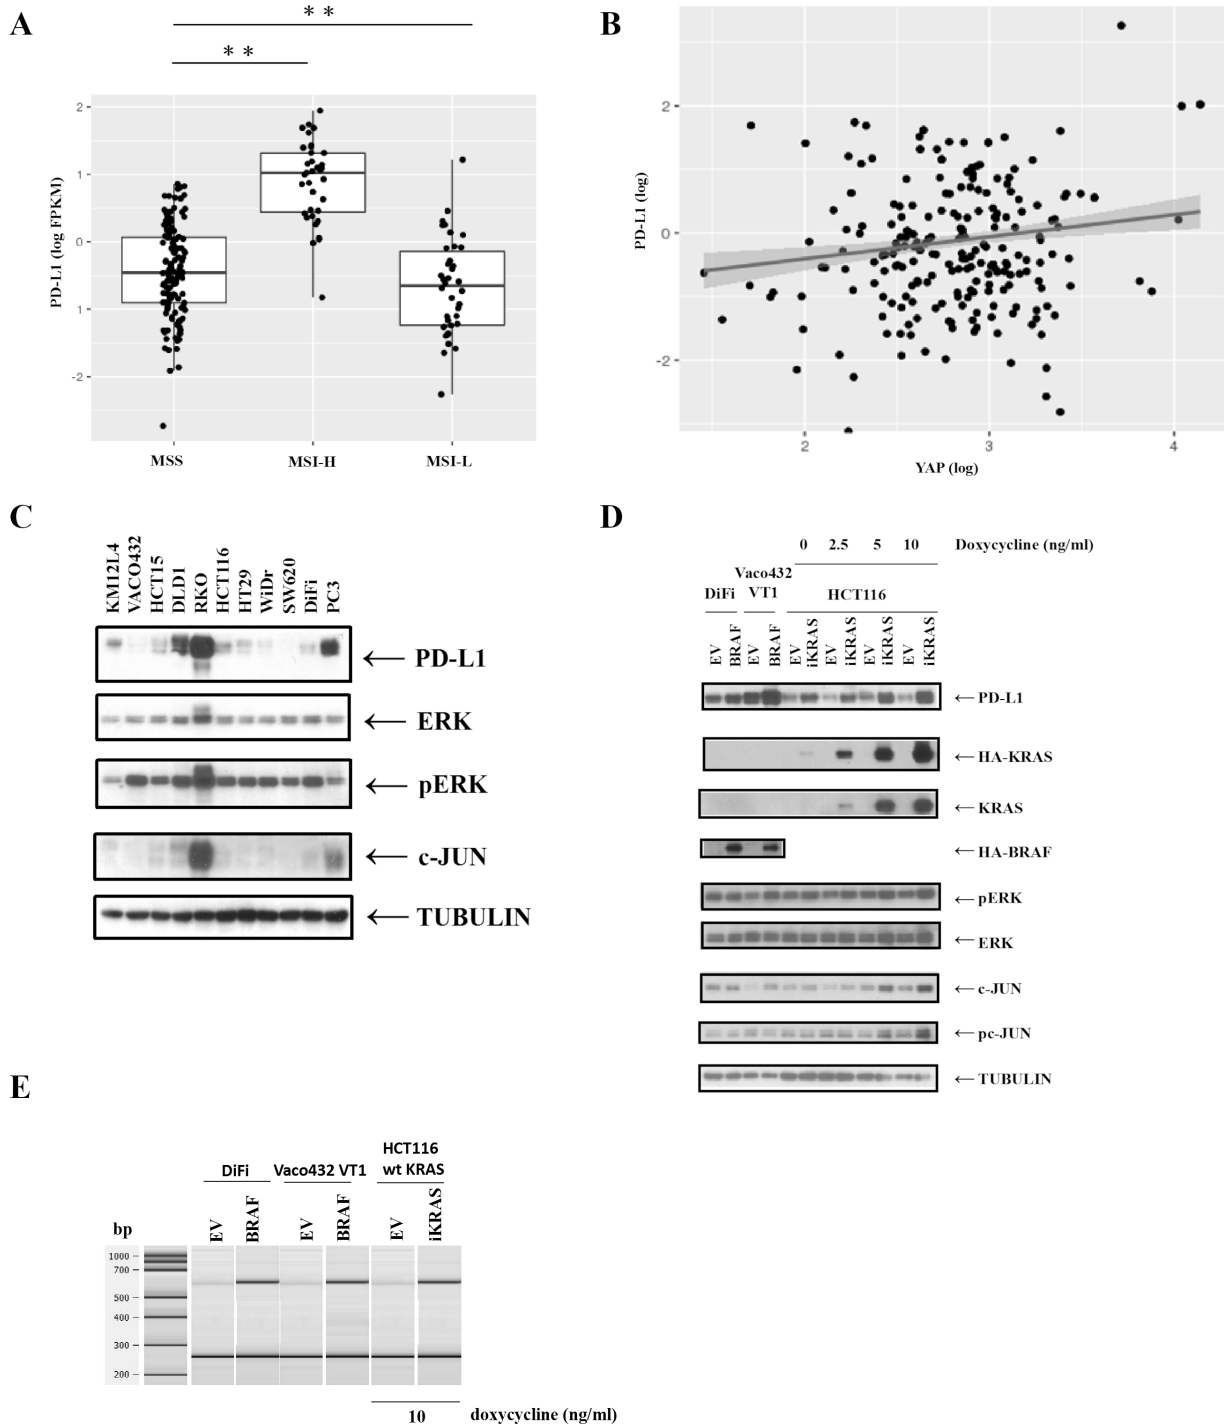 A
* *
* *
PD-L1 (log FPKM)
2
1
0
1
-2
MSS MSI-H MSI-L
B
PD-L1 (log)
2
0
-2
2 3 4
YAP (log)
C
KM12L4 VACO432 HCT15 DLD1 RKO HCT116 HT29 WiDr SW620 DiFi PC3
← PD-L1
← ERK
← pERK
← c-JUN
← TUBULIN
D
0 2.5 5 10 Doxycycline (ng/ml)
DiFi Vaco432 VT1 HCT116
EV BRAF EV BRAF EV iKRAS EV iKRAS EV iKRAS EV iKRAS
← PD-L1
← HA-KRAS
← KRAS
← HA-BRAF
← pERK
← ERK
← c-JUN
← pc-JUN
← TUBULIN
E
HCT116
DiFi Vaco432 VT1 wt KRAS
bp EV BRAF EV BRAF EV iKRAS
1000
700
500
400
300
200
10 doxycycline (ng/ml)